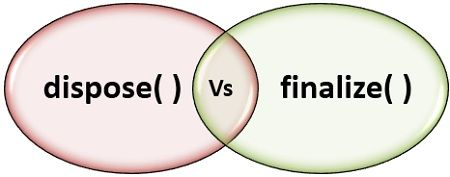 dispose( ) Vs finalize( )